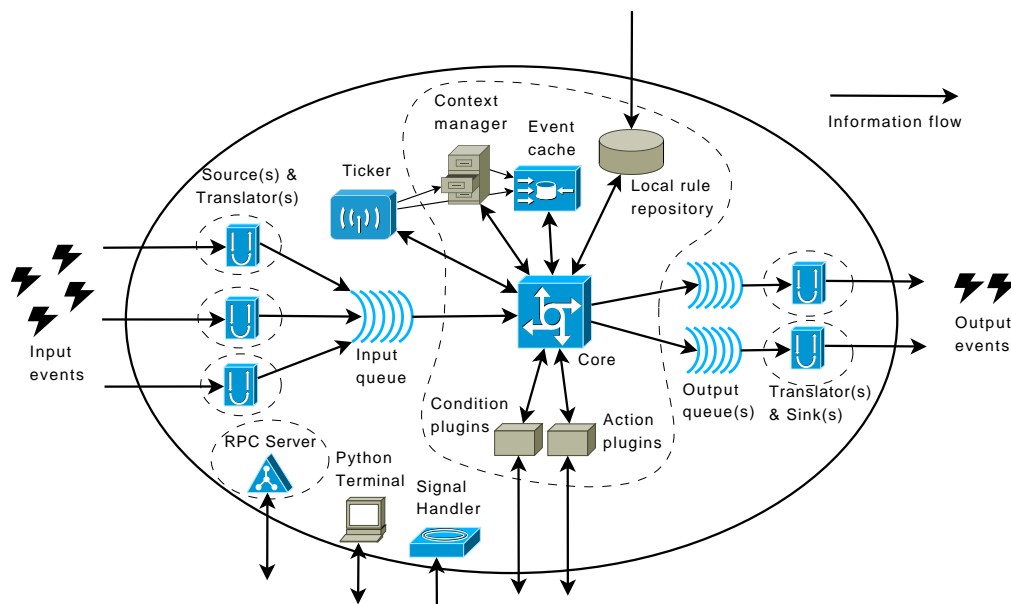 Context
manager
Event
cache
Information flow
Source(s) &
Translator(s)
Ticker
Local rule
repository
Input
events
Input
queue
Core
Output
queue(s)
Translator(s)
& Sink(s)
Output
events
Condition
plugins
Action
plugins
RPC Server
Python
Terminal
Signal
Handler